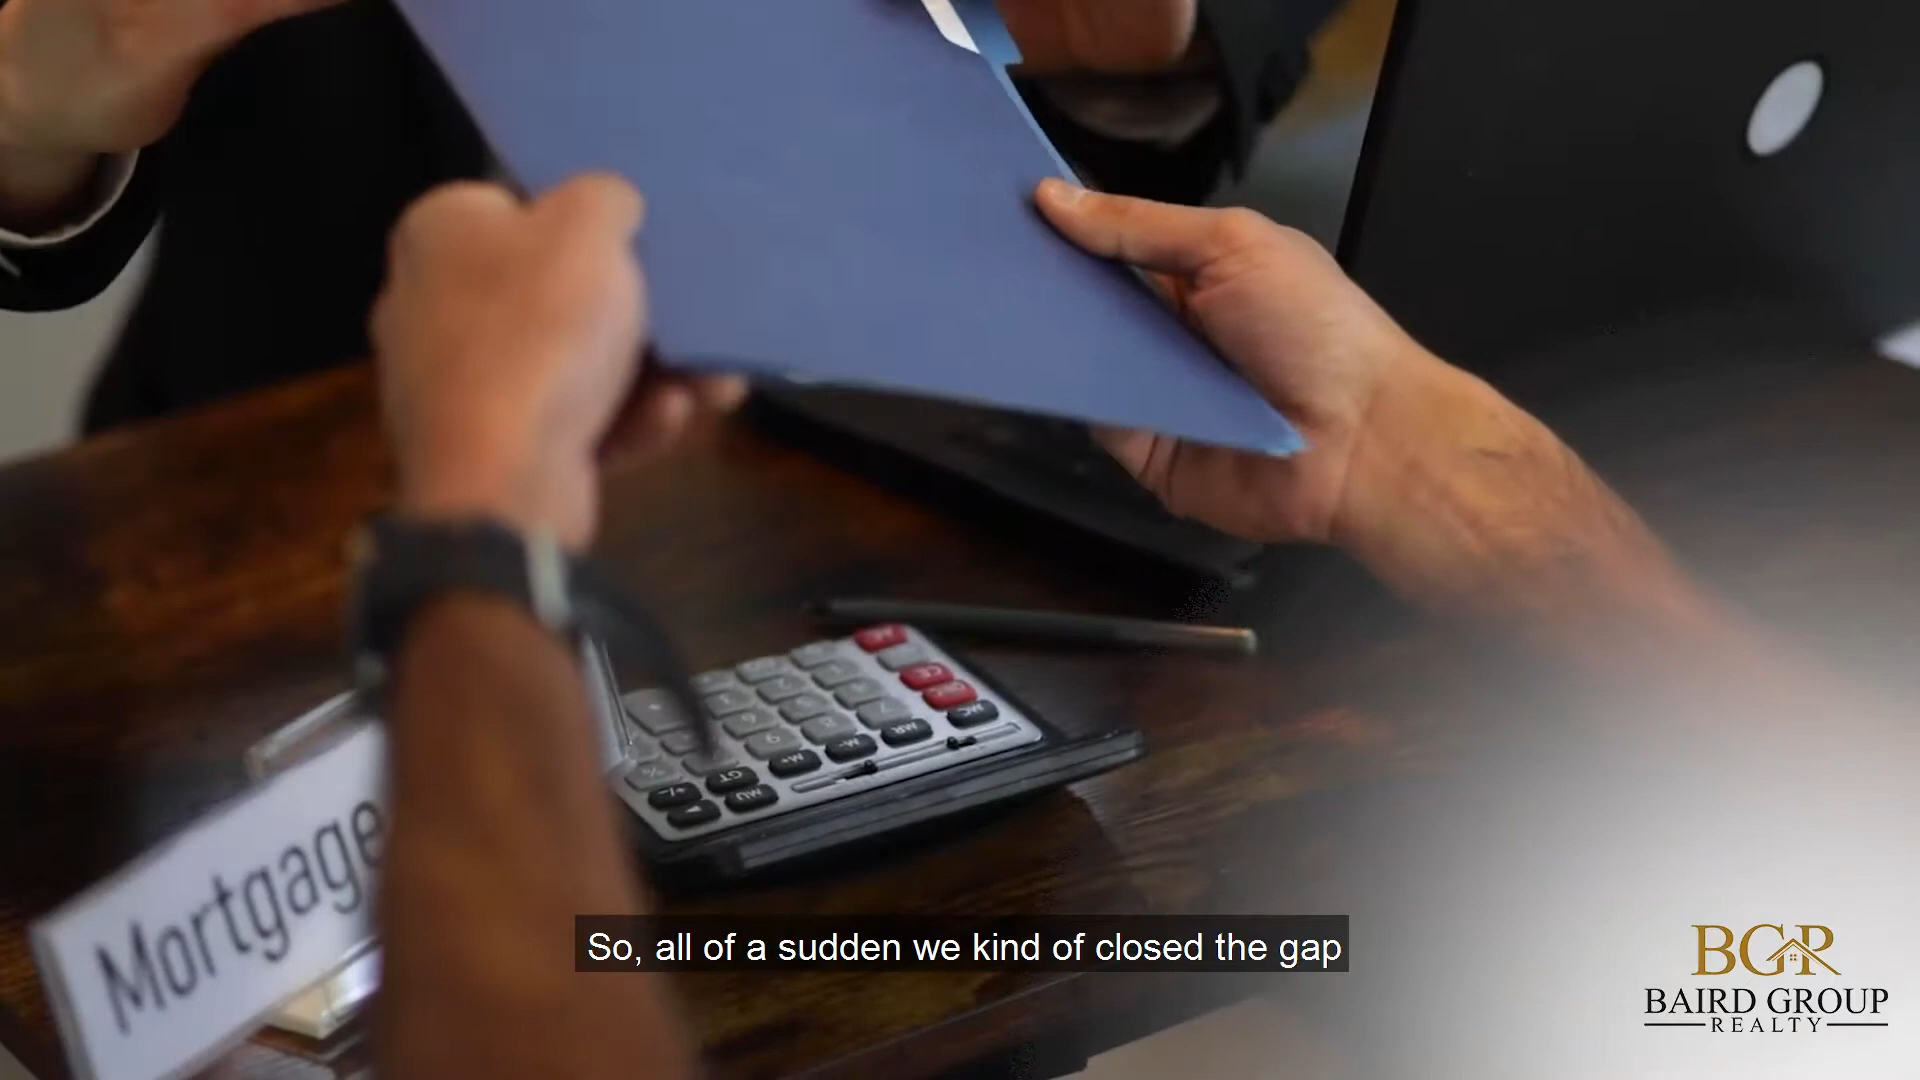 Mortgage
So, all of a sudden we kind of closed the gap
BGR
BAIRD GROUP
REALTY